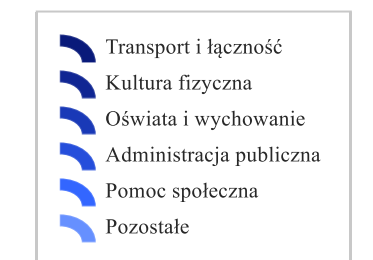 Transport i łączność
Kultura fizyczna
Oświata i wychowanie
Administracja publiczna
Pomoc społeczna
Pozostałe